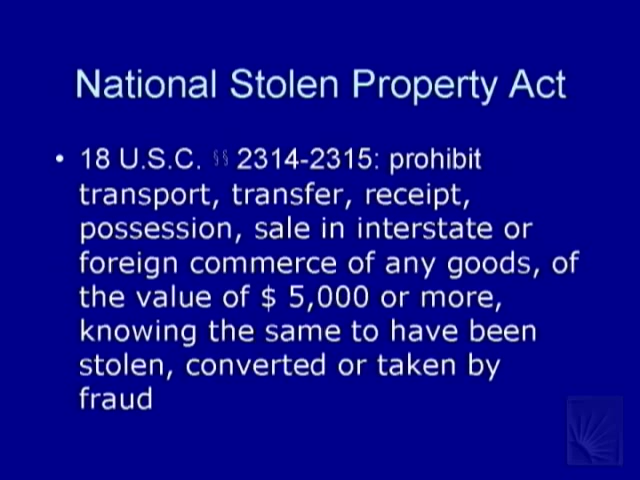 National Stolen Property Act
• 18 U.S.C. §§ 2314-2315: prohibit
transport, transfer, receipt,
possession, sale in interstate or
foreign commerce of any goods, of
the value of $ 5,000 or more,
knowing the same to have been
stolen, converted or taken by
fraud